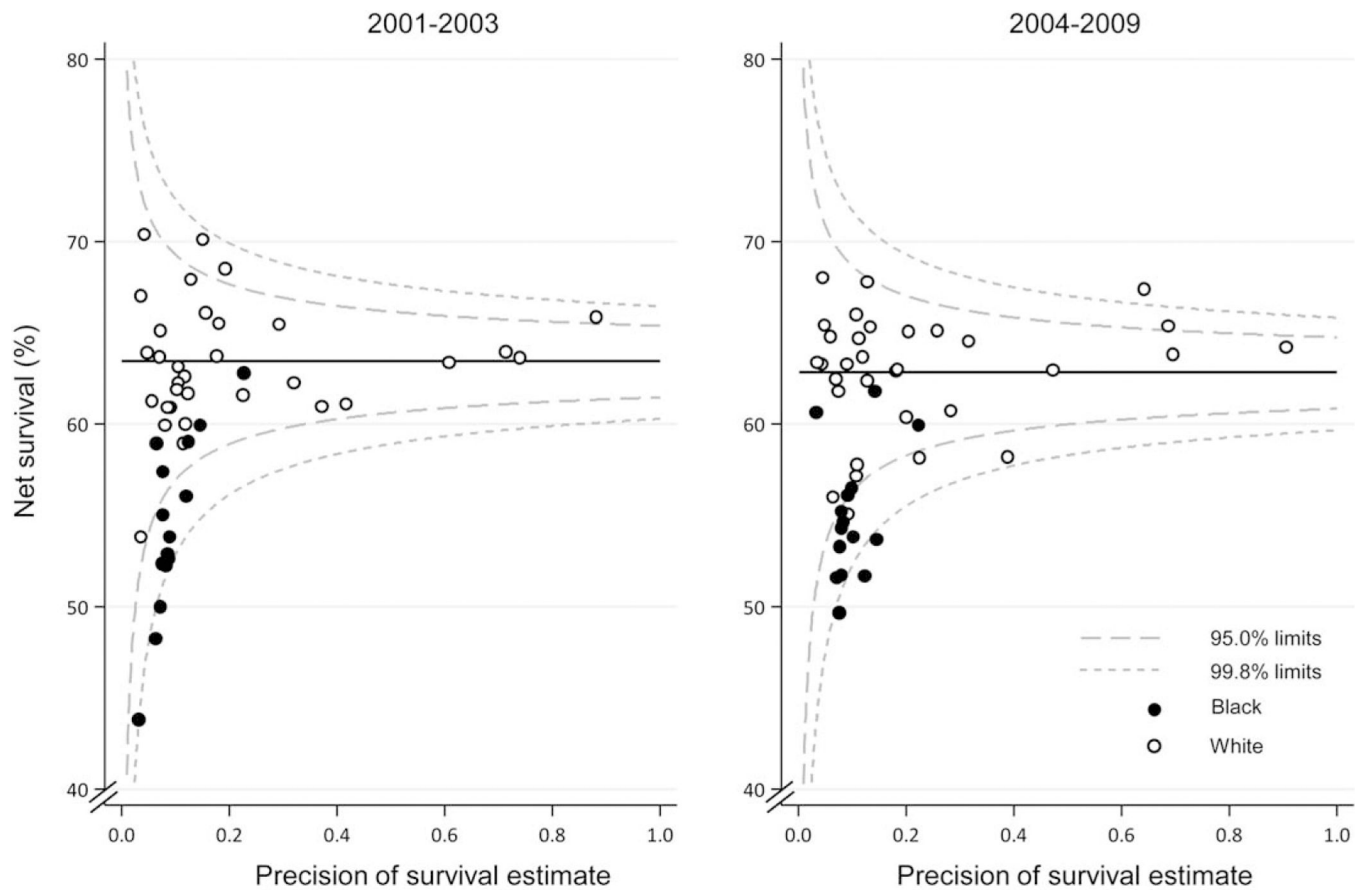 2001-2003
2004-2009
Net survival (%)
80
70
60
50
40
0.0 0.2 0.4 0.6 0.8 1.0
Precision of survival estimate
80
70
60
50
40
95.0% limits
99.8% limits
Black
White
0.0 0.2 0.4 0.6 0.8 1.0
Precision of survival estimate